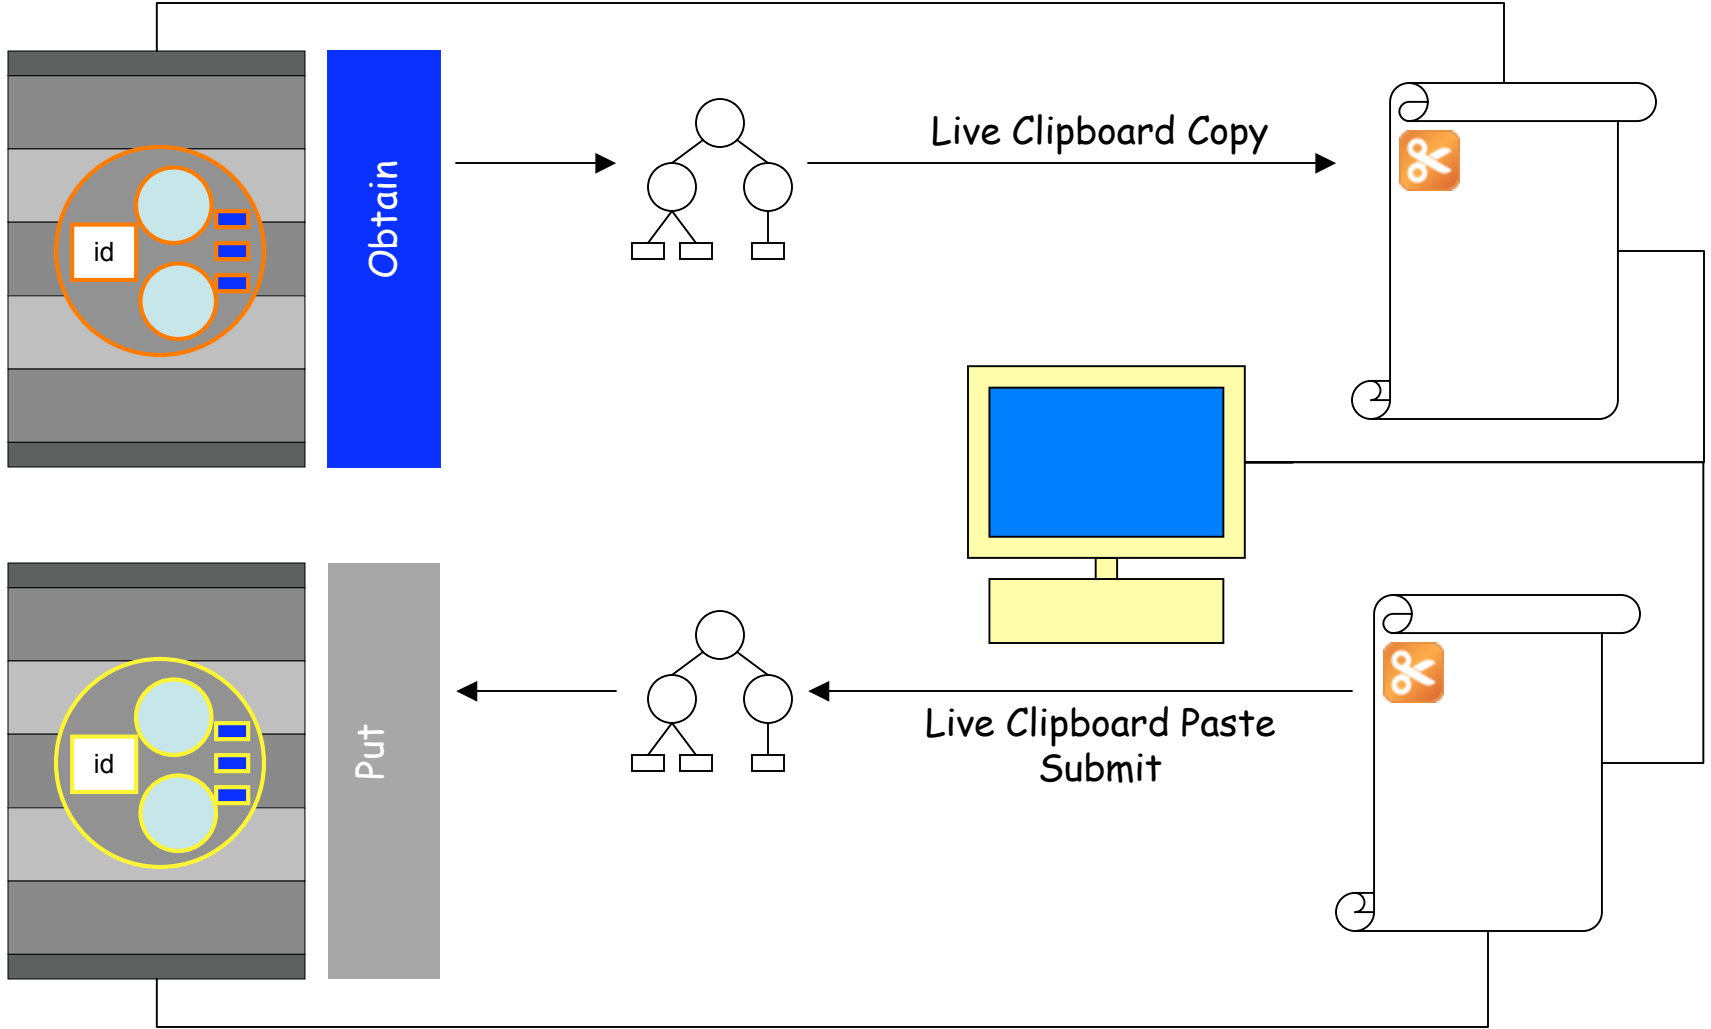 Obtain
Live Clipboard Copy
id
Put
Live Clipboard Paste
Submit
id